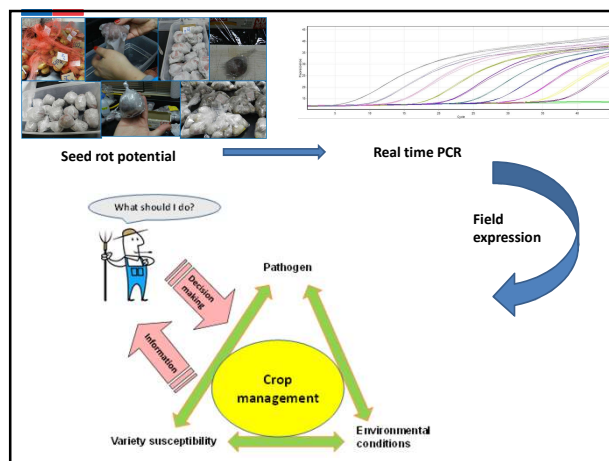 Seed rot potential
Real time PCR
Field
expression
What should I do?
Pathogen
Decision
making
Information
Crop
management
Variety susceptibility
Environmental
conditions